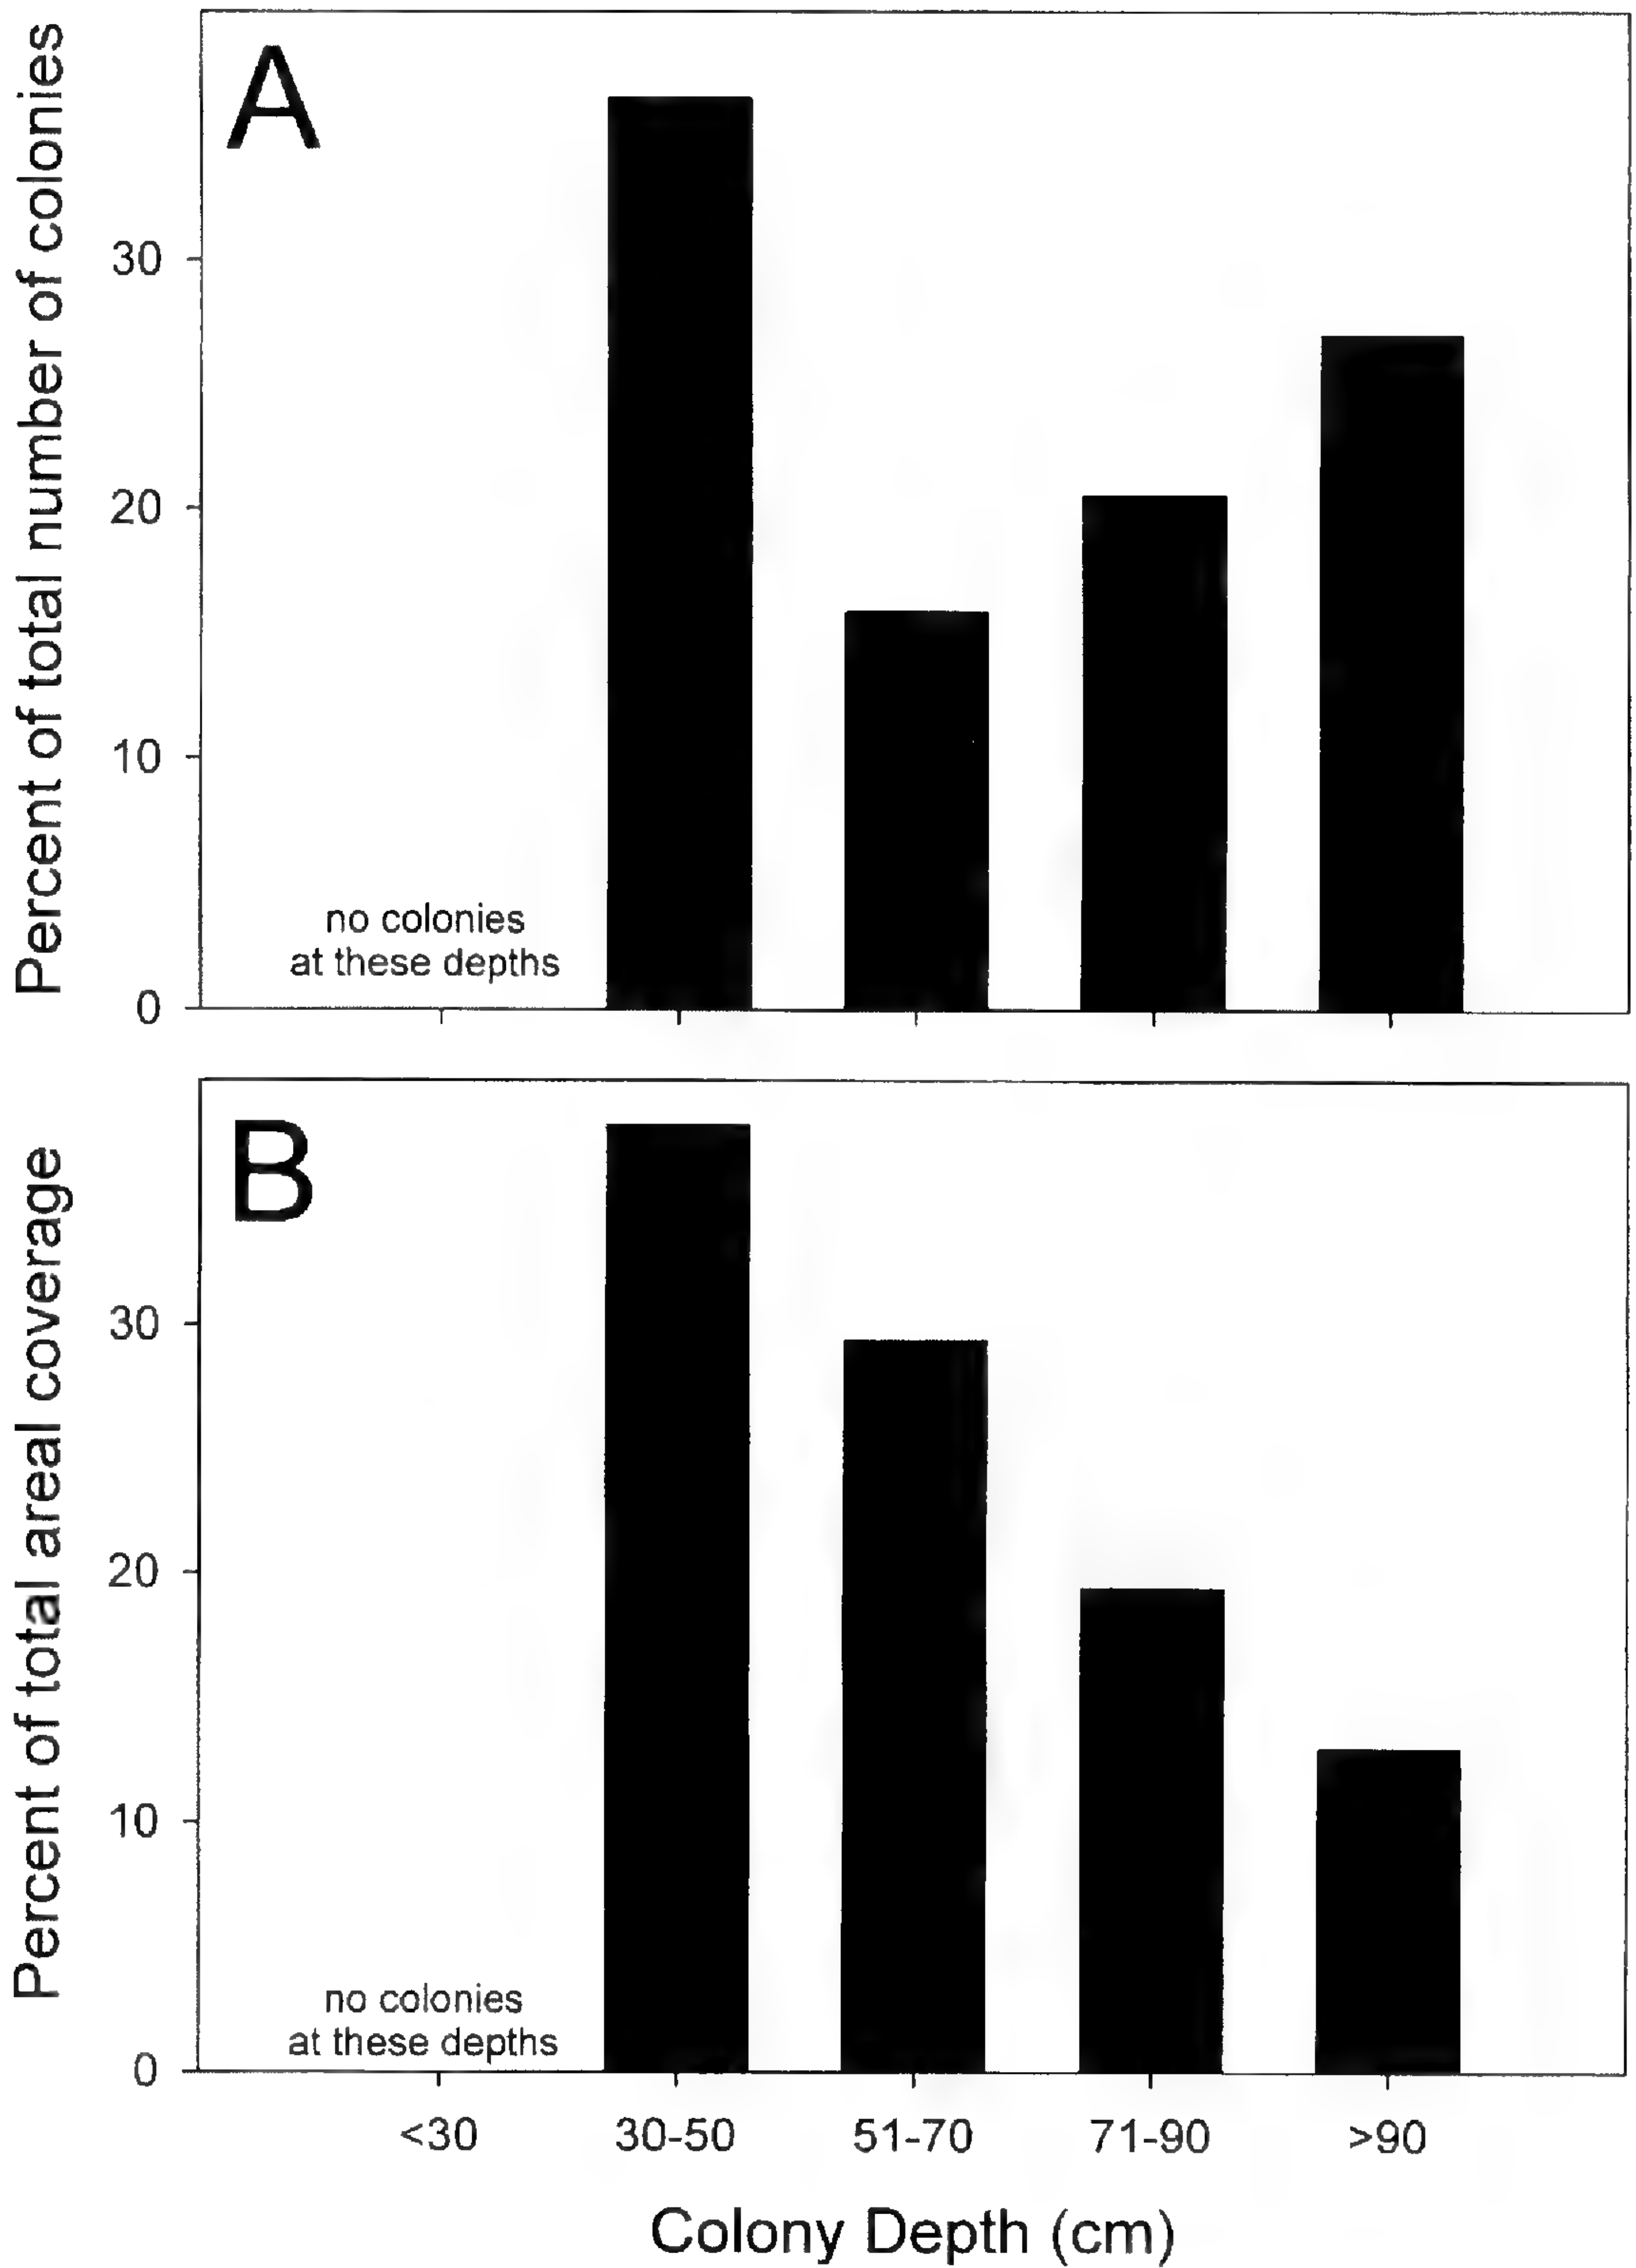 A
Percent of total number of colonies
30
20
10
0
no colonies
at these depths
B
Percent of total areal coverage
30
20
10
0
no colonies
at these depths
<30 30-50 51-70 71-90 >90
Colony Depth (cm)